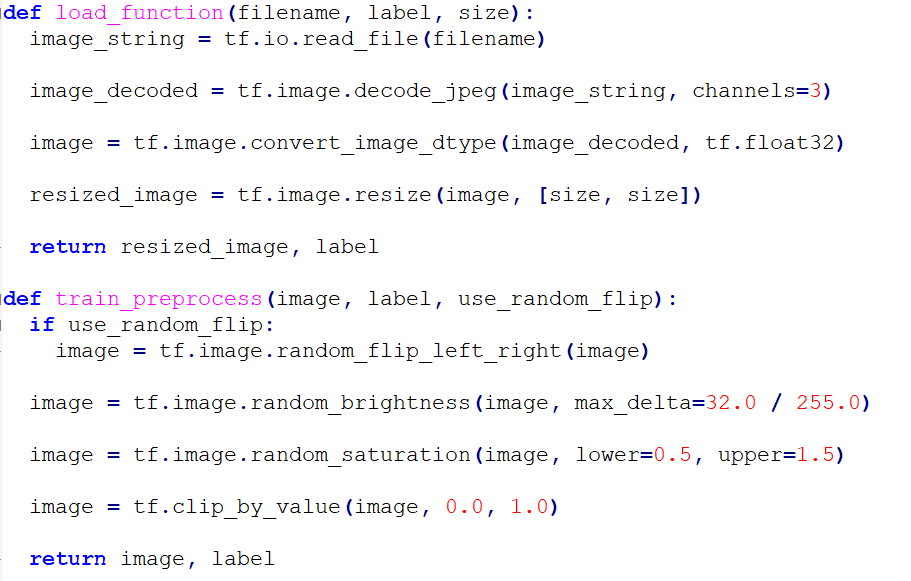 def load_function(filename, label, size):
  image_string = tf.io.read_file(filename)
  image_decoded = tf.image.decode_jpeg(image_string, channels=3)
  image = tf.image.convert_image_dtype(image_decoded, tf.float32)
  resized_image = tf.image.resize(image, [size, size])
  return resized_image, label
def train_preprocess(image, label, use_random_flip):
  if use_random_flip:
    image = tf.image.random_flip_left_right(image)
  image = tf.image.random_brightness(image, max_delta=32.0 / 255.0)
  image = tf.image.random_saturation(image, lower=0.5, upper=1.5)
  image = tf.clip_by_value(image, 0.0, 1.0)
  return image, label